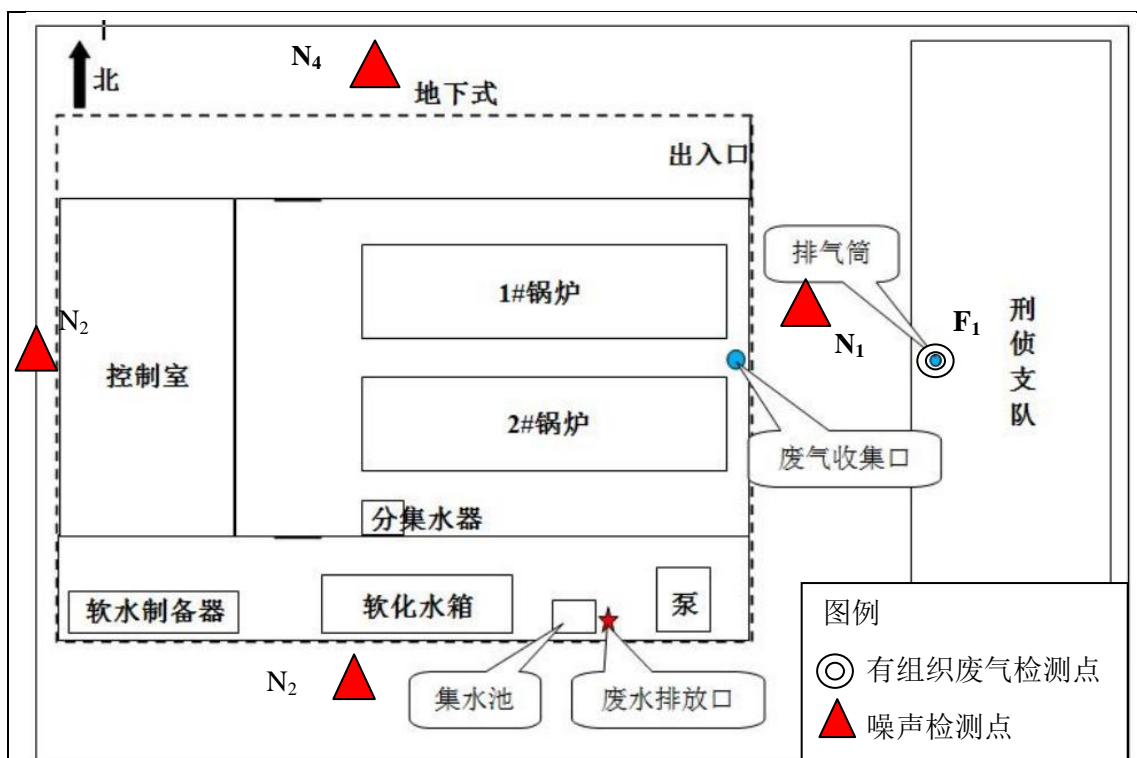 N₄
北
地下式
出入口
排气筒
1#锅炉
N₂
N₁
F₁
刑侦支队
控制室
2#锅炉
废气收集口
分集水器
软水制备器
软化水箱
泵
N₂
集水池
废水排放口
图例
有组织废气检测点
噪声检测点